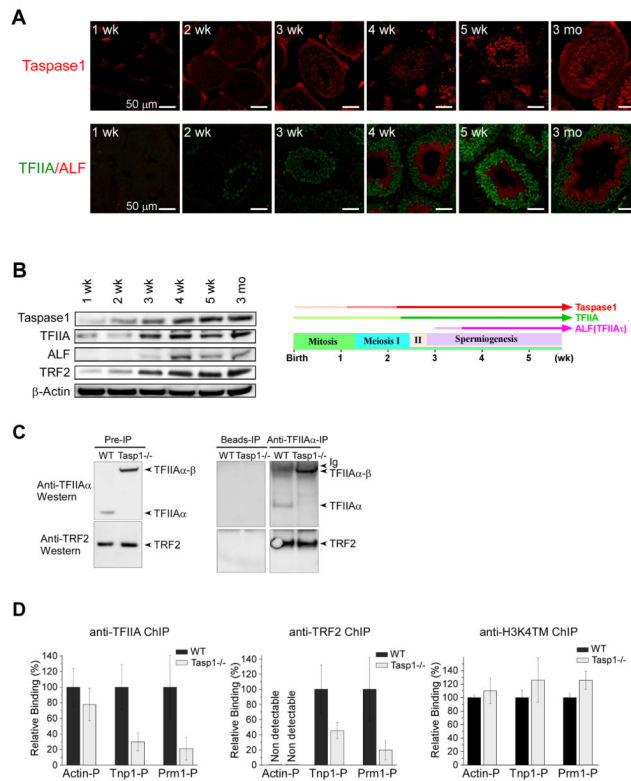 A
Taspase1
1 wk 2 wk 3 wk 4 wk 5 wk 3 mo
50 μm
TFIIA/ALF
1 wk 2 wk 3 wk 4 wk 5 wk 3 mo
50 μm
B
1 wk 2 wk 3 wk 4 wk 5 wk 3 mo
Taspase1
TFIIA
ALF
TRF2
β-Actin
Taspase1
TFIIA
ALF(TFIIAτ)
Mitosis Meiosis I II Spermiogenesis
Birth 1 2 3 4 5 (wk)
C
Pre-IP
WT Tasp1-/-
Beads-IP Anti-TFIIAα-IP
WT Tasp1-/- WT Tasp1-/-
Anti-TFIIAα
Western
TFIIAα-β
TFIIAα
Ig
TFIIAα-β
TFIIAα
Anti-TRF2
Western
TRF2
TRF2
D
anti-TFIIA ChIP
WT
Tasp1-/-
Relative Binding (%)
140
120
100
80
60
40
20
0
Actin-P Tnp1-P Prm1-P
anti-TRF2 ChIP
WT
Tasp1-/-
Relative Binding (%)
140
120
100
80
60
40
20
0
Non detectable
Non detectable
Actin-P Tnp1-P Prm1-P
anti-H3K4TM ChIP
WT
Tasp1-/-
Relative Binding (%)
180
160
140
120
100
80
60
40
20
0
Actin-P Tnp1-P Prm1-P